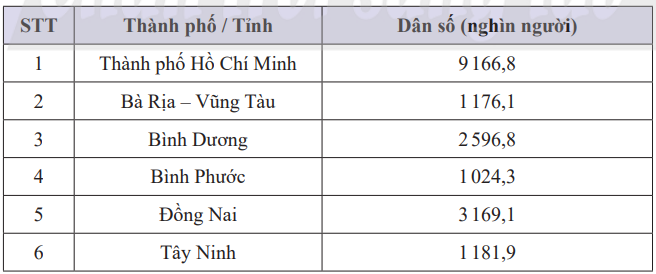 STT Thành phố / Tỉnh Dân số (nghìn người)
1 Thành phố Hồ Chí Minh 9 166,8
2 Bà Rịa – Vũng Tàu 1 176,1
3 Bình Dương 2 596,8
4 Bình Phước 1 024,3
5 Đồng Nai 3 169,1
6 Tây Ninh 1 181,9